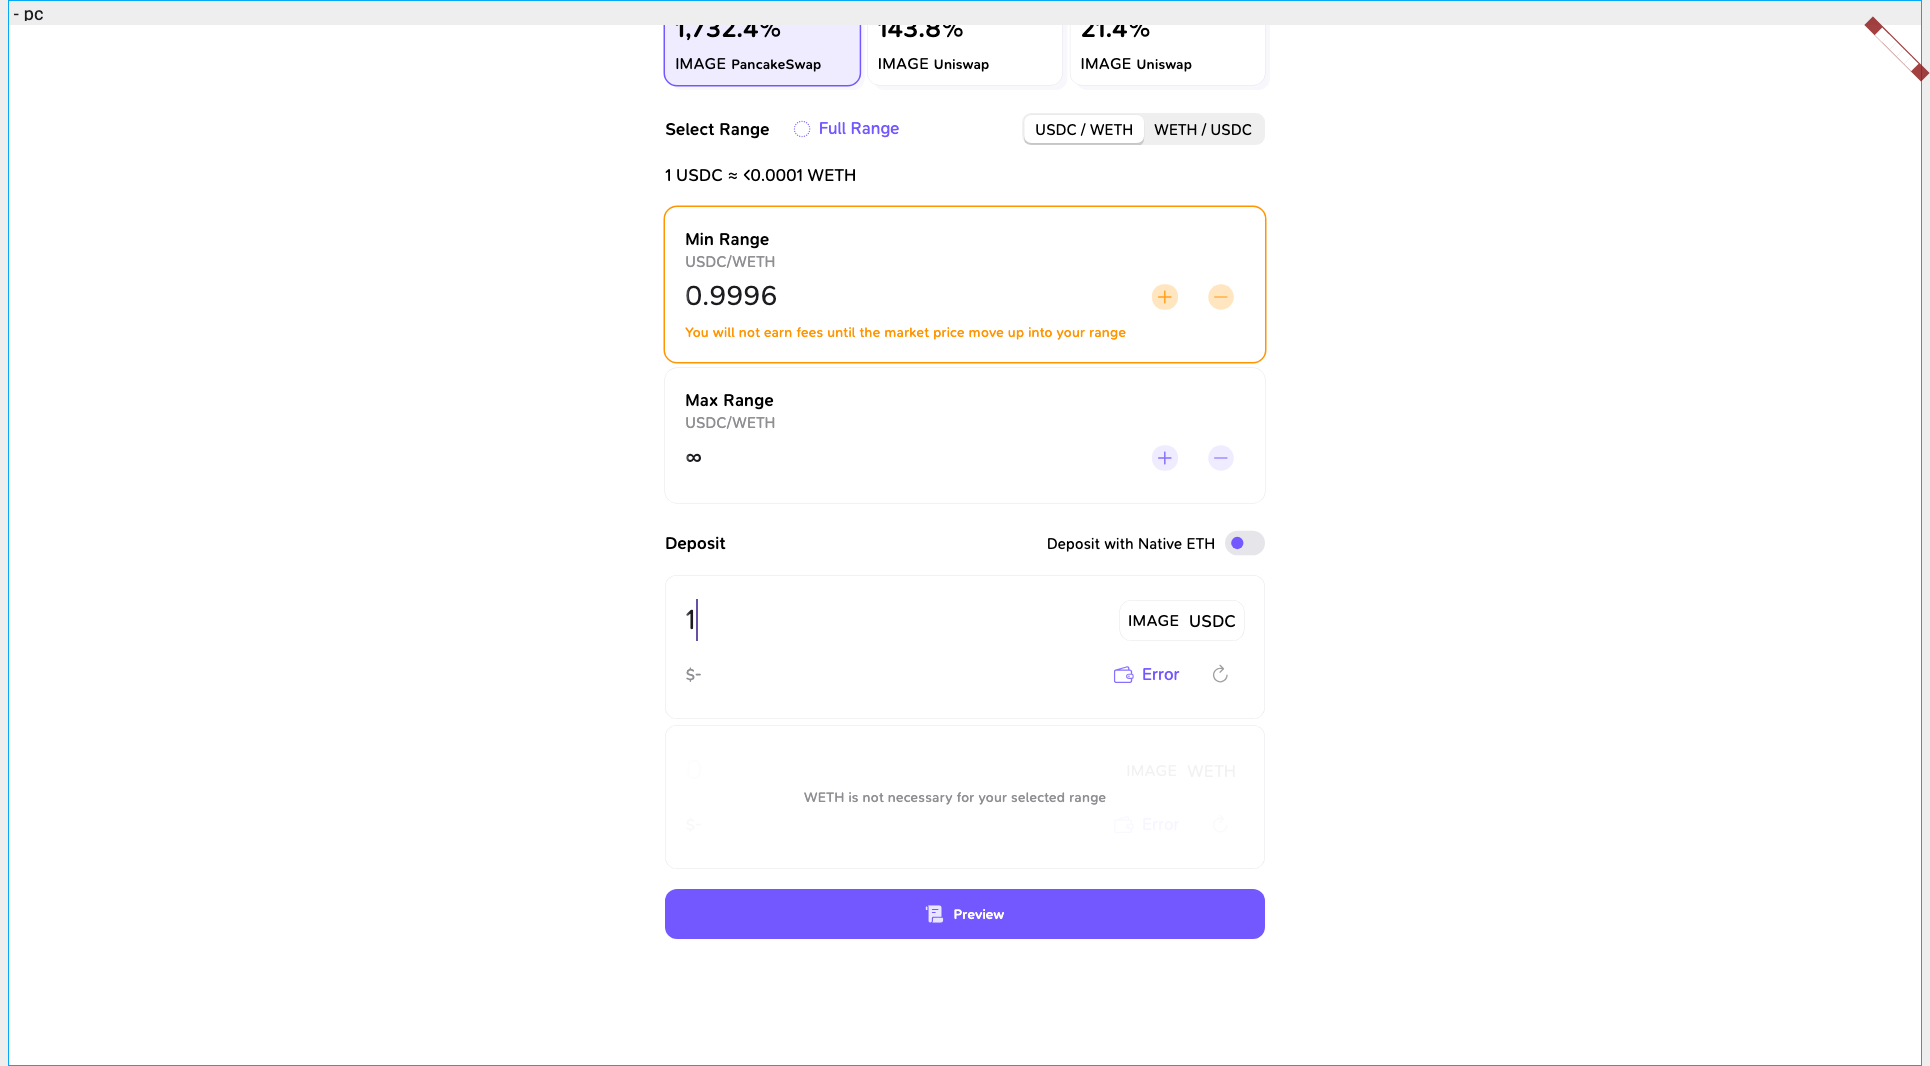 - pc
1,732.4%
143.8%
21.4%
IMAGE PancakeSwap
IMAGE Uniswap
IMAGE Uniswap
Select Range
Full Range
USDC / WETH
WETH / USDC
1 USDC ≈ <0.0001 WETH
Min Range
USDC/WETH
0.9996
You will not earn fees until the market price move up into your range
Max Range
USDC/WETH
∞
Deposit
Deposit with Native ETH
1
IMAGE USDC
$-
Error
IMAGE WETH
WETH is not necessary for your selected range
$-
Error
Preview